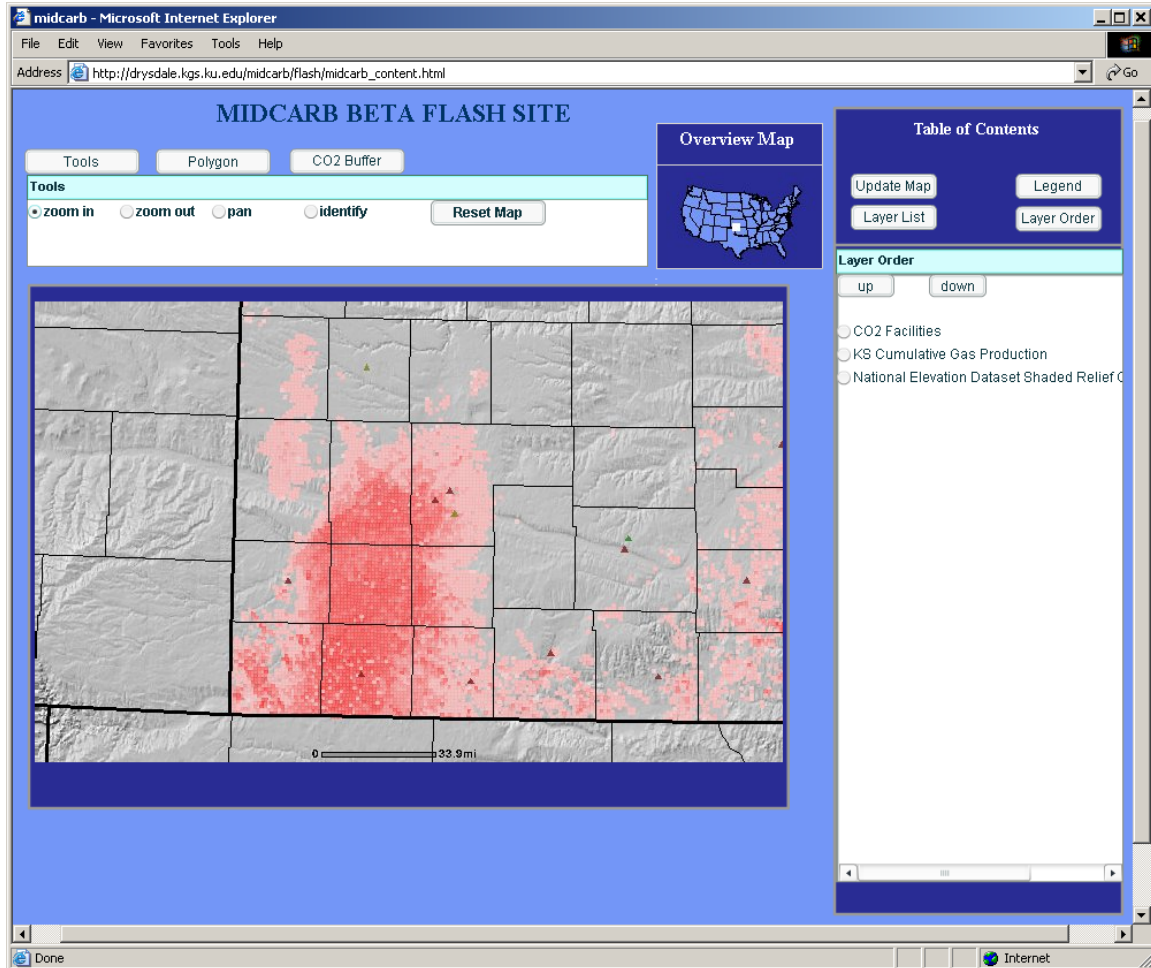 midcarb - Microsoft Internet Explorer
File Edit View Favorites Tools Help
Address http://drysdale.kgs.ku.edu/midcarb/flash/midcarb_content.html Go
MIDCARB BETA FLASH SITE
Tools Polygon CO2 Buffer
Tools
zoom in zoom out pan identify Reset Map
Overview Map
Table of Contents
Update Map Legend
Layer List Layer Order
Layer Order
up down
CO2 Facilities
KS Cumulative Gas Production
National Elevation Dataset Shaded Relief
0 33.9mi
Done Internet